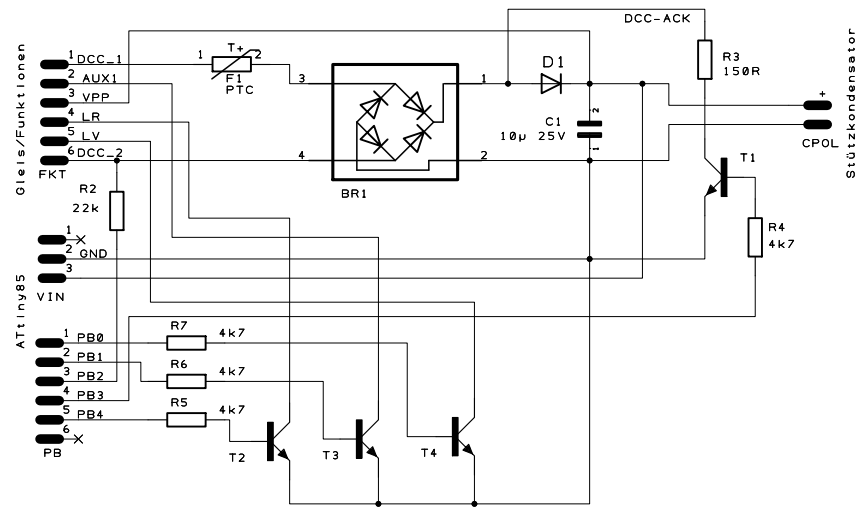 DCC-ACK
Gleis/Funktionen
1 DCC_1
2 AUX1
3 VPP
4 LR
5 LV
6 DCC_2
FKT
1 T+ 2
F1
PTC
3
4
1
2
BR1
D1
C1
10µ 25V
2
1
R3
150R
+
CPOL
Stützkondensator
T1
R2
22k
R4
4k7
1
2 GND
3
VIN
ATtiny85
1 PB0
2 PB1
3 PB2
4 PB3
5 PB4
6
PB
R7 4k7
R6 4k7
R5 4k7
T2
T3
T4